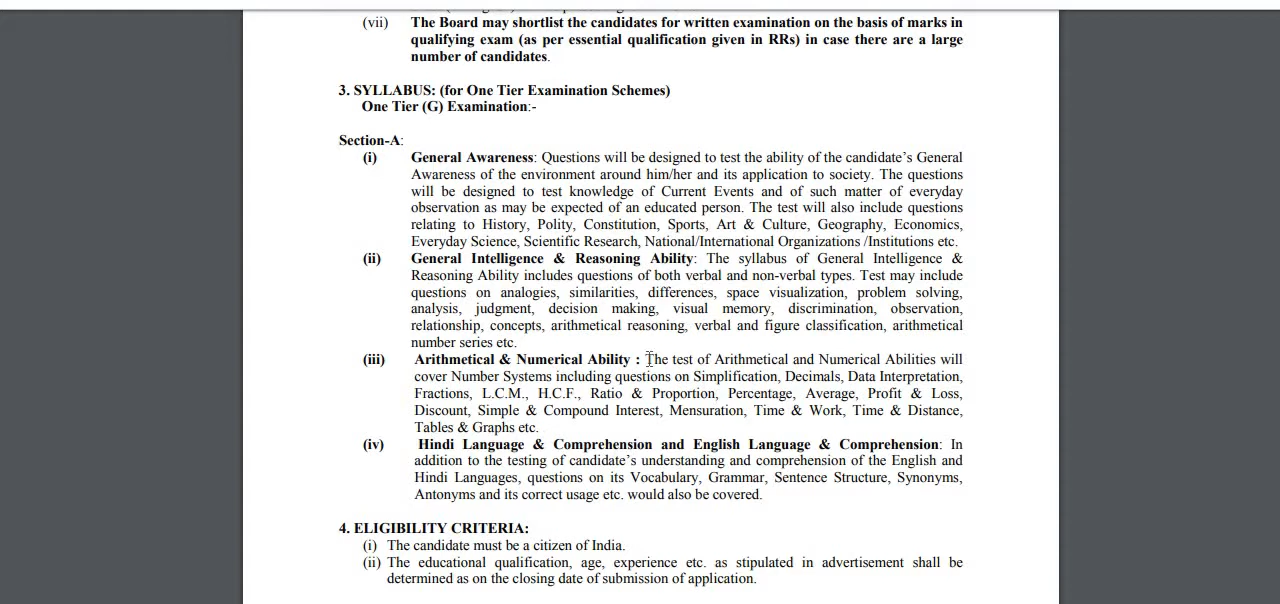 (vii) The Board may shortlist the candidates for written examination on the basis of marks in
qualifying exam (as per essential qualification given in RRs) in case there are a large
number of candidates.
3. SYLLABUS: (for One Tier Examination Schemes)
One Tier (G) Examination:-
Section-A:
(i) General Awareness: Questions will be designed to test the ability of the candidate’s General
Awareness of the environment around him/her and its application to society. The questions
will be designed to test knowledge of Current Events and of such matter of everyday
observation as may be expected of an educated person. The test will also include questions
relating to History, Polity, Constitution, Sports, Art & Culture, Geography, Economics,
Everyday Science, Scientific Research, National/International Organizations /Institutions etc.
(ii) General Intelligence & Reasoning Ability: The syllabus of General Intelligence &
Reasoning Ability includes questions of both verbal and non-verbal types. Test may include
questions on analogies, similarities, differences, space visualization, problem solving,
analysis, judgment, decision making, visual memory, discrimination, observation,
relationship, concepts, arithmetical reasoning, verbal and figure classification, arithmetical
number series etc.
(iii) Arithmetical & Numerical Ability : The test of Arithmetical and Numerical Abilities will
cover Number Systems including questions on Simplification, Decimals, Data Interpretation,
Fractions, L.C.M., H.C.F., Ratio & Proportion, Percentage, Average, Profit & Loss,
Discount, Simple & Compound Interest, Mensuration, Time & Work, Time & Distance,
Tables & Graphs etc.
(iv) Hindi Language & Comprehension and English Language & Comprehension: In
addition to the testing of candidate’s understanding and comprehension of the English and
Hindi Languages, questions on its Vocabulary, Grammar, Sentence Structure, Synonyms,
Antonyms and its correct usage etc. would also be covered.
4. ELIGIBILITY CRITERIA:
(i) The candidate must be a citizen of India.
(ii) The educational qualification, age, experience etc. as stipulated in advertisement shall be
determined as on the closing date of submission of application.